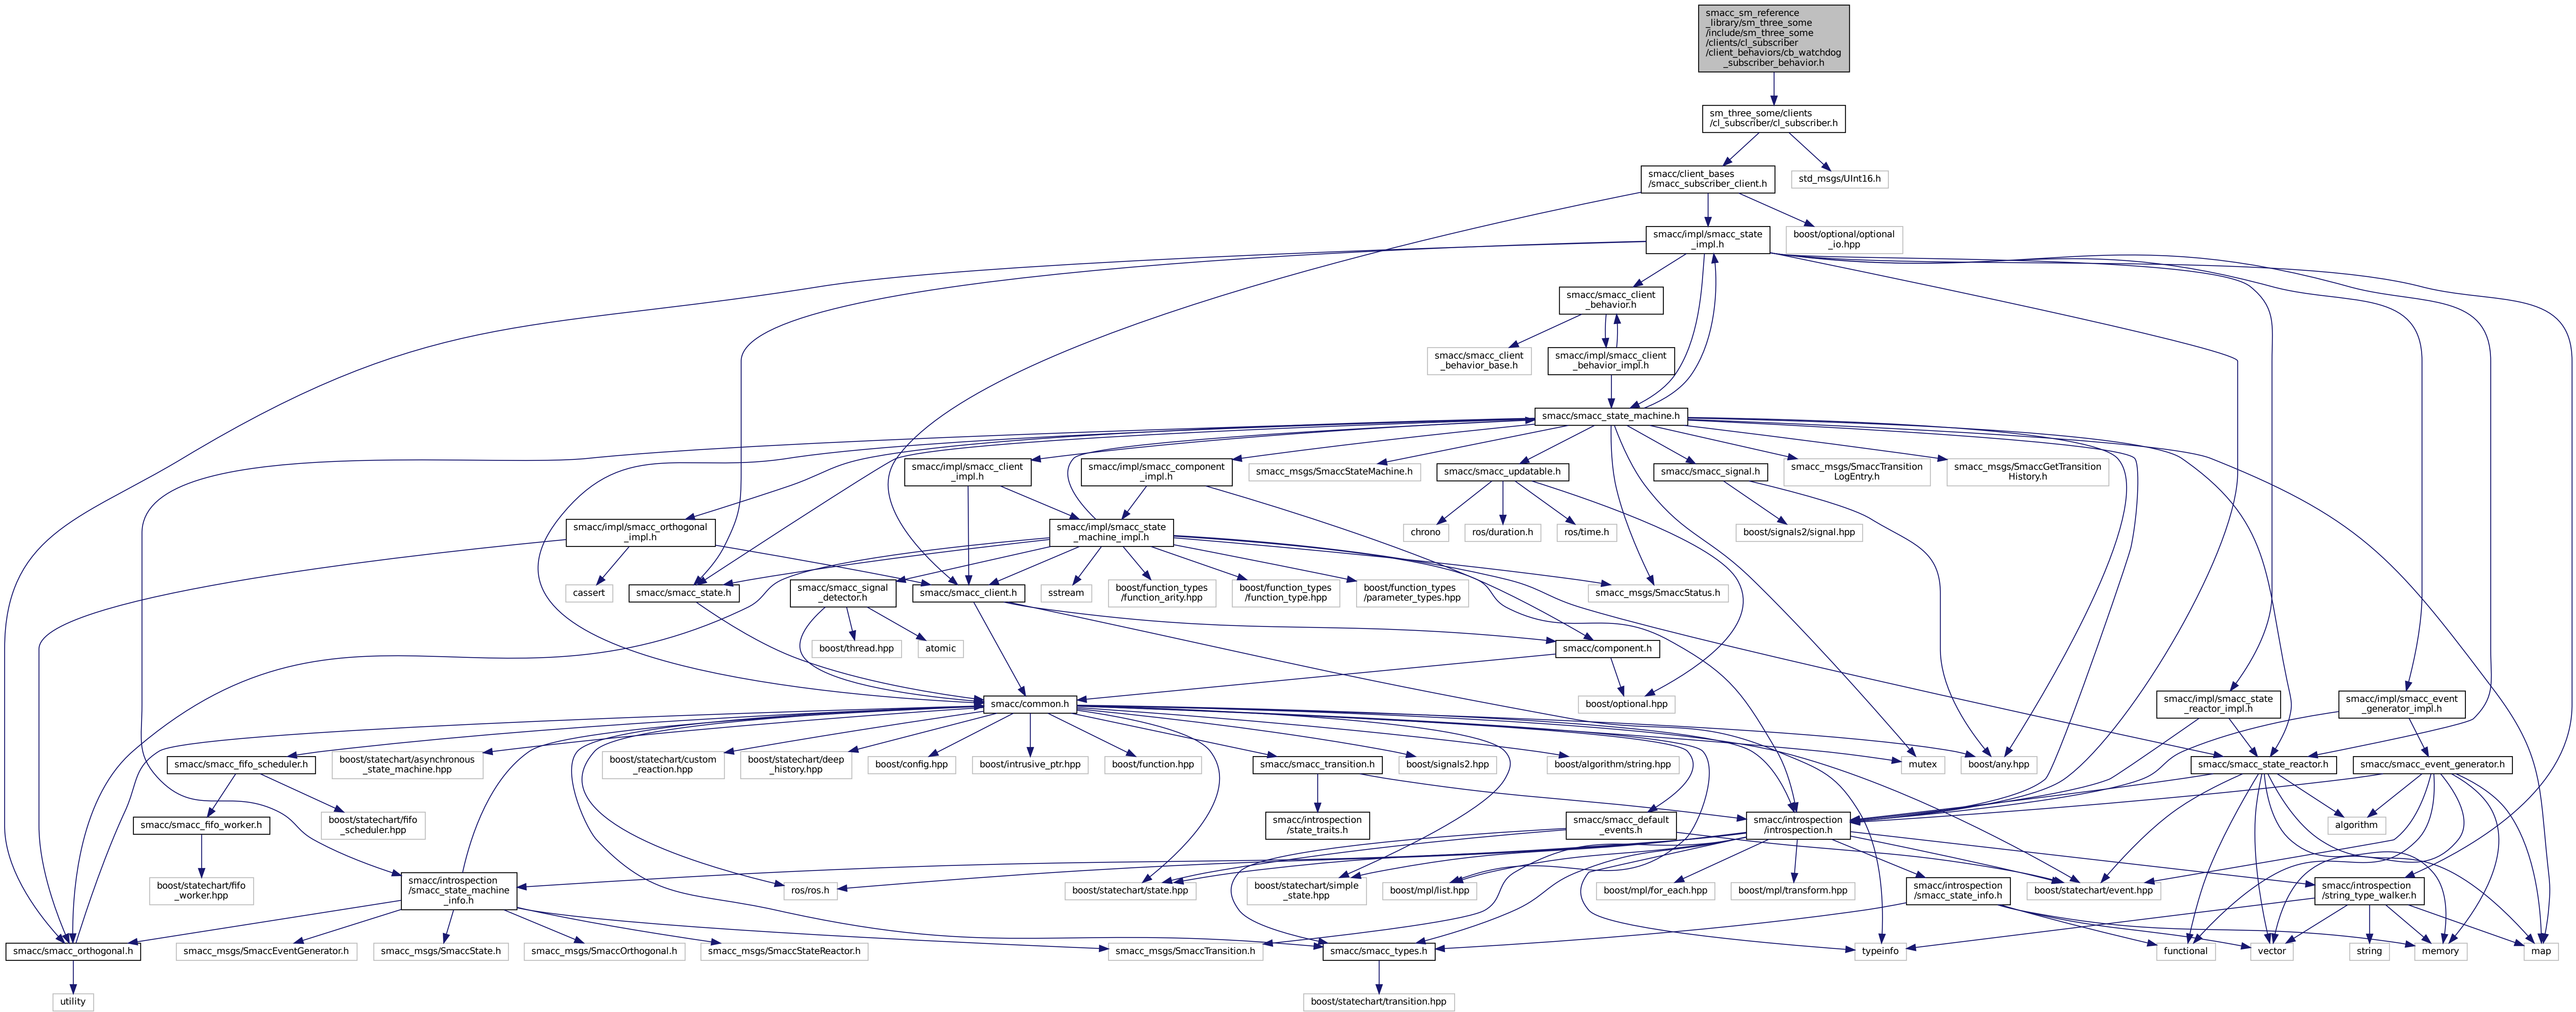 smacc_sm_reference
_library/sm_three_some
/include/sm_three_some
/clients/cl_subscriber
/client_behaviors/cb_watchdog
_subscriber_behavior.h
sm_three_some/clients
/cl_subscriber/cl_subscriber.h
smacc/client_bases
/smacc_subscriber_client.h
std_msgs/UInt16.h
smacc/impl/smacc_state
_impl.h
boost/optional/optional
_io.hpp
smacc/smacc_client
_behavior.h
smacc/smacc_client
_behavior_base.h
smacc/impl/smacc_client
_behavior_impl.h
smacc/smacc_state_machine.h
smacc/impl/smacc_client
_impl.h
smacc/impl/smacc_component
_impl.h
smacc_msgs/SmaccStateMachine.h
smacc/smacc_updatable.h
smacc/smacc_signal.h
smacc_msgs/SmaccTransition
LogEntry.h
smacc_msgs/SmaccGetTransition
History.h
smacc/impl/smacc_orthogonal
_impl.h
smacc/impl/smacc_state
_machine_impl.h
chrono
ros/duration.h
ros/time.h
boost/signals2/signal.hpp
cassert
smacc/smacc_state.h
smacc/smacc_signal
_detector.h
smacc/smacc_client.h
sstream
boost/function_types
/function_arity.hpp
boost/function_types
/function_type.hpp
boost/function_types
/parameter_types.hpp
smacc_msgs/SmaccStatus.h
boost/thread.hpp
atomic
smacc/component.h
smacc/common.h
boost/optional.hpp
smacc/impl/smacc_state
_reactor_impl.h
smacc/impl/smacc_event
_generator_impl.h
smacc/smacc_fifo_scheduler.h
boost/statechart/asynchronous
_state_machine.hpp
boost/statechart/custom
_reaction.hpp
boost/statechart/deep
_history.hpp
boost/config.hpp
boost/intrusive_ptr.hpp
boost/function.hpp
smacc/smacc_transition.h
boost/signals2.hpp
boost/algorithm/string.hpp
mutex
boost/any.hpp
smacc/smacc_state_reactor.h
smacc/smacc_event_generator.h
smacc/smacc_fifo_worker.h
boost/statechart/fifo
_scheduler.hpp
smacc/introspection
/state_traits.h
smacc/smacc_default
_events.h
smacc/introspection
/introspection.h
algorithm
boost/statechart/fifo
_worker.hpp
smacc/introspection
/smacc_state_machine
_info.h
ros/ros.h
boost/statechart/state.hpp
boost/statechart/simple
_state.hpp
boost/mpl/list.hpp
boost/mpl/for_each.hpp
boost/mpl/transform.hpp
smacc/introspection
/smacc_state_info.h
boost/statechart/event.hpp
smacc/introspection
/string_type_walker.h
smacc/smacc_orthogonal.h
smacc_msgs/SmaccEventGenerator.h
smacc_msgs/SmaccState.h
smacc_msgs/SmaccOrthogonal.h
smacc_msgs/SmaccStateReactor.h
smacc_msgs/SmaccTransition.h
smacc/smacc_types.h
typeinfo
functional
vector
string
memory
map
utility
boost/statechart/transition.hpp